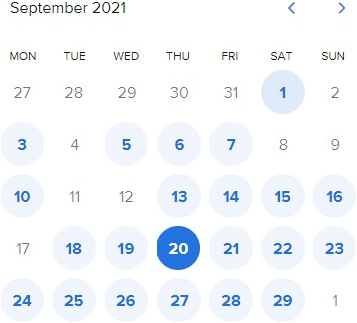 September 2021 < >
MON TUE WED THU FRI SAT SUN
27 28 29 30 31 1 2
3 4 5 6 7 8 9
10 11 12 13 14 15 16
17 18 19 20 21 22 23
24 25 26 27 28 29 1